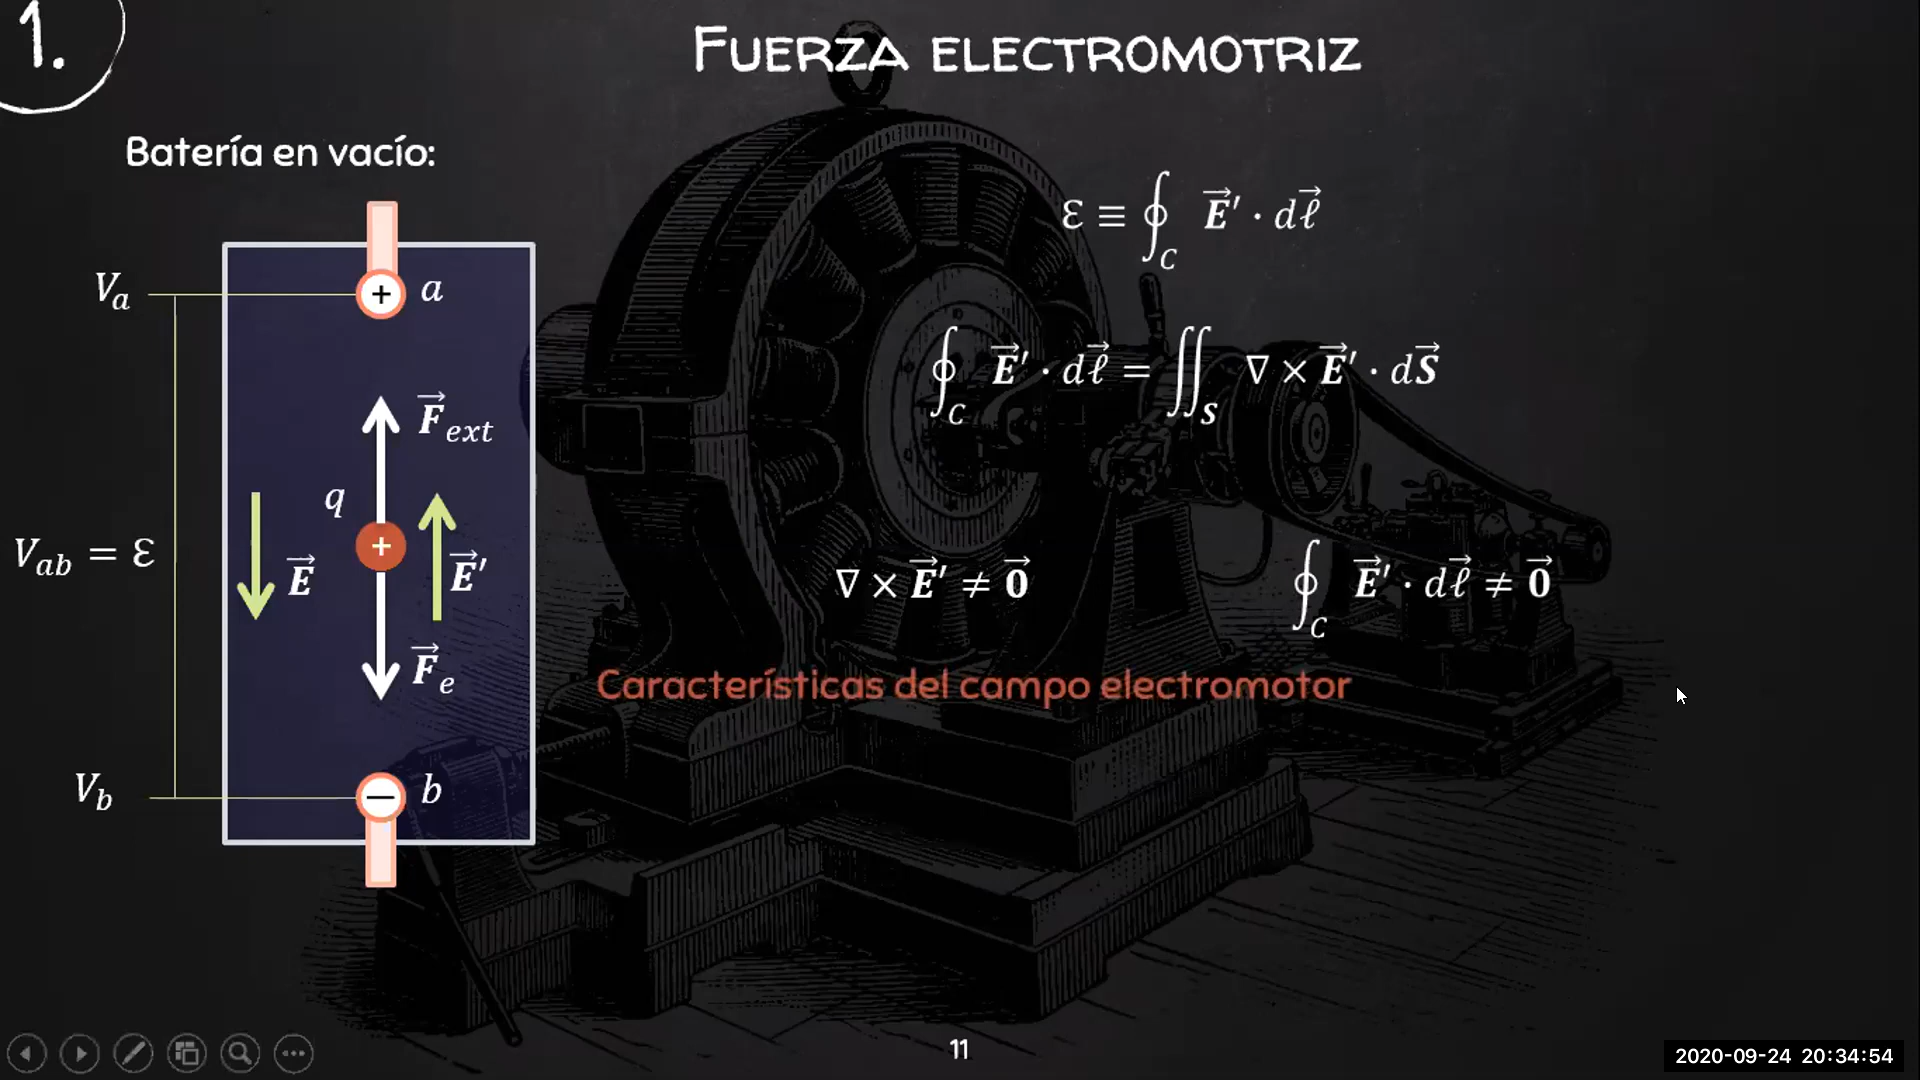 1.
FUERZA ELECTROMOTRIZ
Batería en vacío:
V_a
+ a
F⃗_ext
q
+
E⃗
E⃗′
V_ab = ℰ
F⃗_e
V_b
− b
ℰ ≡ ∮_C E⃗′ · dℓ⃗
∮_C E⃗′ · dℓ⃗ = ∬_S ∇ × E⃗′ · dS⃗
∇ × E⃗′ ≠ 0⃗
∮_C E⃗′ · dℓ⃗ ≠ 0⃗
Características del campo electromotor
11
2020-09-24 20:34:54